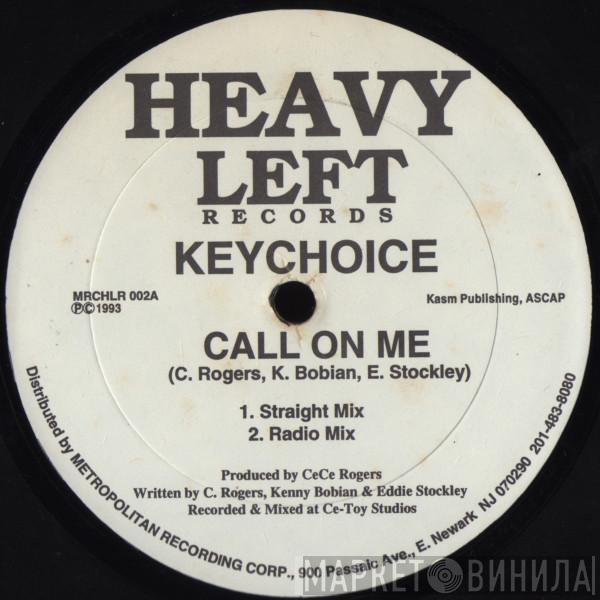 HEAVY
LEFT
RECORDS
KEYCHOICE
MRCHLR 002A
℗©1993
Kasm Publishing, ASCAP
CALL ON ME
(C. Rogers, K. Bobian, E. Stockley)
1. Straight Mix
2. Radio Mix
Produced by CeCe Rogers
Written by C. Rogers, Kenny Bobian & Eddie Stockley
Recorded & Mixed at Ce-Toy Studios
Distributed by METROPOLITAN RECORDING CORP., 900 Passaic Ave., E. Newark NJ 070290 201-483-8080
МАРКЕТ ВИНИЛА